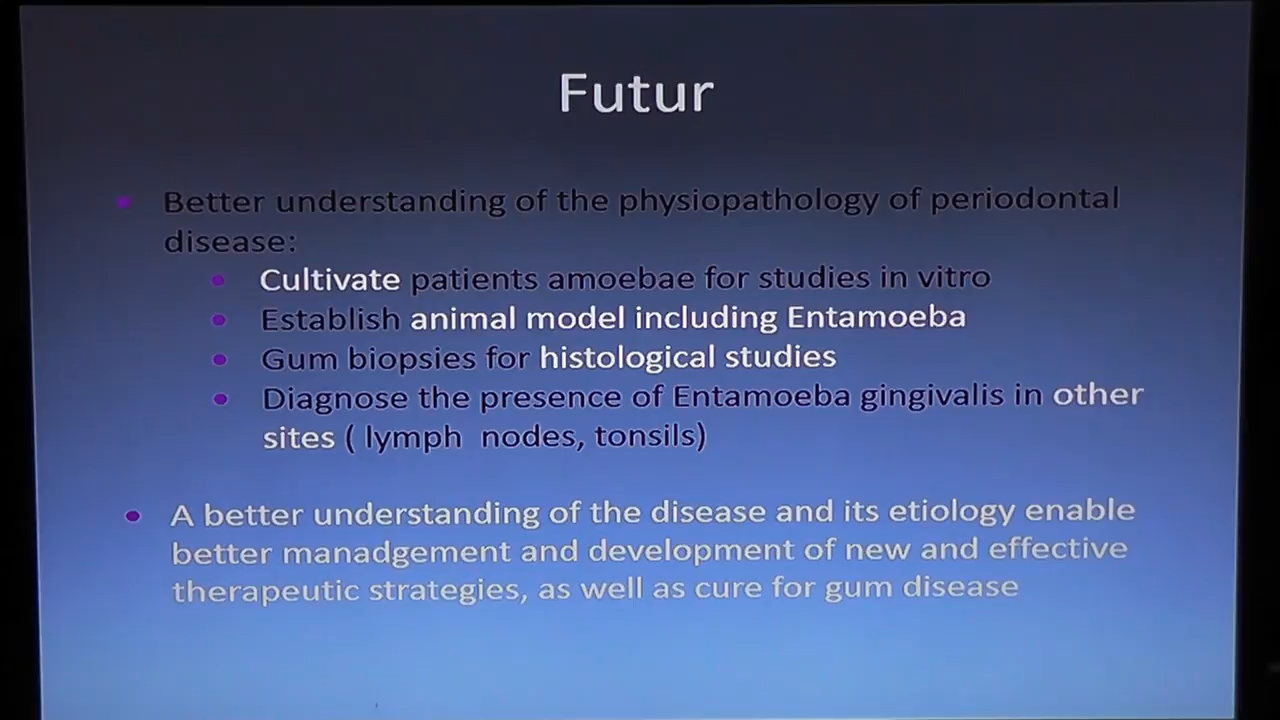 Futur
• Better understanding of the physiopathology of periodontal
disease:
• Cultivate patients amoebae for studies in vitro
• Establish animal model including Entamoeba
• Gum biopsies for histological studies
• Diagnose the presence of Entamoeba gingivalis in other
sites ( lymph nodes, tonsils)
• A better understanding of the disease and its etiology enable
better manadgement and development of new and effective
therapeutic strategies, as well as cure for gum disease